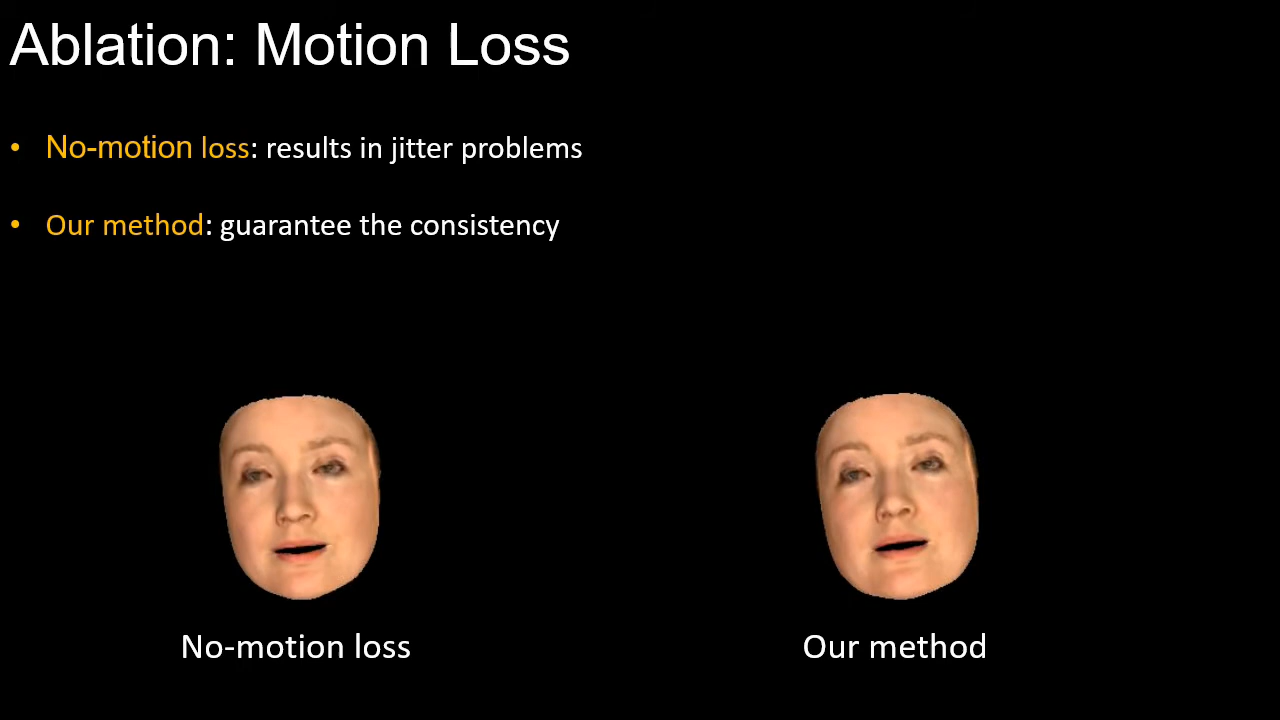 Ablation: Motion Loss
• No-motion loss: results in jitter problems
• Our method: guarantee the consistency
No-motion loss
Our method